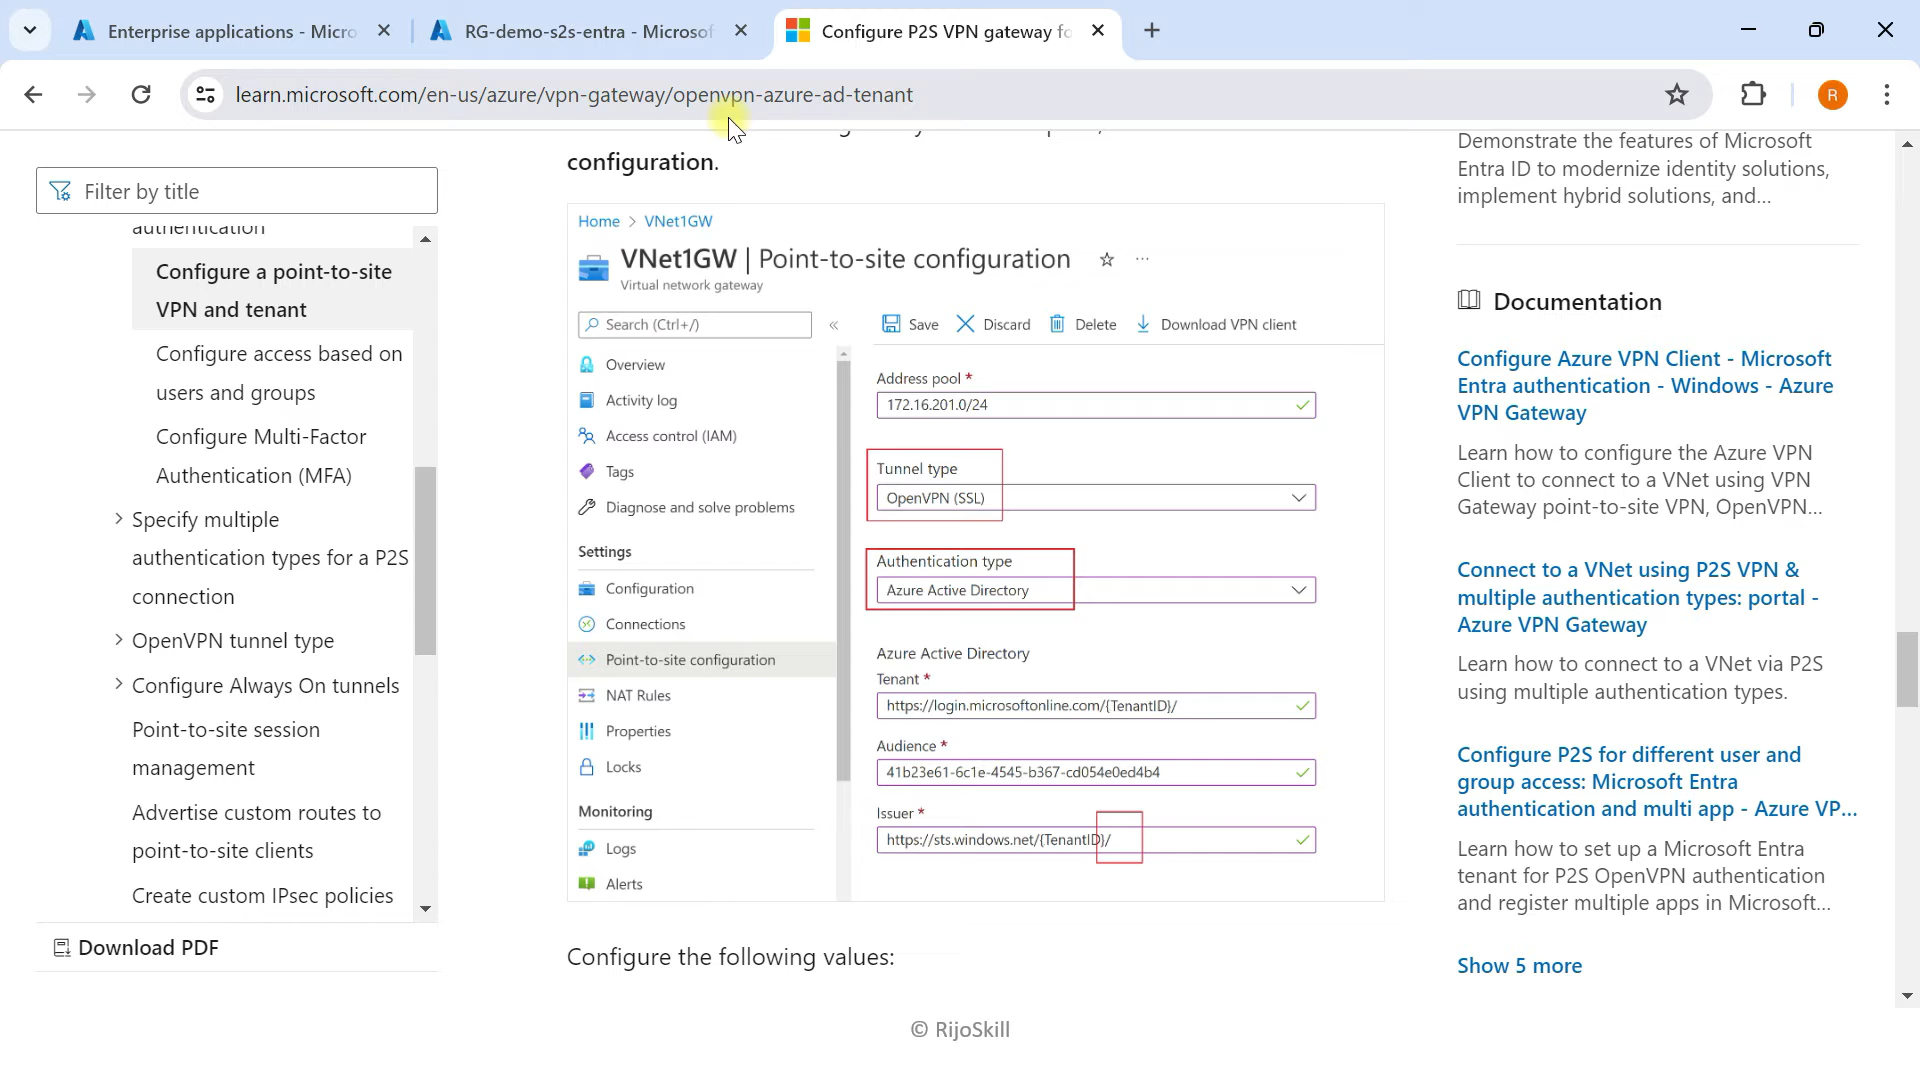 Enterprise applications - Micro
RG-demo-s2s-entra - Microsof
Configure P2S VPN gateway fo
learn.microsoft.com/en-us/azure/vpn-gateway/openvpn-azure-ad-tenant
R
Filter by title
authentication
Configure a point-to-site
VPN and tenant
Configure access based on
users and groups
Configure Multi-Factor
Authentication (MFA)
Specify multiple
authentication types for a P2S
connection
OpenVPN tunnel type
Configure Always On tunnels
Point-to-site session
management
Advertise custom routes to
point-to-site clients
Create custom IPsec policies
Download PDF
configuration.
Home > VNet1GW
VNet1GW | Point-to-site configuration
Virtual network gateway
Search (Ctrl+/)
«
Save
Discard
Delete
Download VPN client
Overview
Activity log
Access control (IAM)
Tags
Diagnose and solve problems
Settings
Configuration
Connections
Point-to-site configuration
NAT Rules
Properties
Locks
Monitoring
Logs
Alerts
Address pool *
172.16.201.0/24
Tunnel type
OpenVPN (SSL)
Authentication type
Azure Active Directory
Azure Active Directory
Tenant *
https://login.microsoftonline.com/{TenantID}/
Audience *
41b23e61-6c1e-4545-b367-cd054e0ed4b4
Issuer *
https://sts.windows.net/{TenantID}/
Configure the following values:
Demonstrate the features of Microsoft
Entra ID to modernize identity solutions,
implement hybrid solutions, and...
Documentation
Configure Azure VPN Client - Microsoft
Entra authentication - Windows - Azure
VPN Gateway
Learn how to configure the Azure VPN
Client to connect to a VNet using VPN
Gateway point-to-site VPN, OpenVPN...
Connect to a VNet using P2S VPN &
multiple authentication types: portal -
Azure VPN Gateway
Learn how to connect to a VNet via P2S
using multiple authentication types.
Configure P2S for different user and
group access: Microsoft Entra
authentication and multi app - Azure VP...
Learn how to set up a Microsoft Entra
tenant for P2S OpenVPN authentication
and register multiple apps in Microsoft...
Show 5 more
© RijoSkill